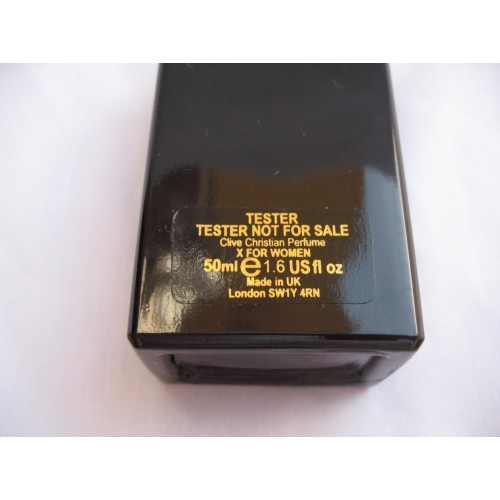 TESTER
TESTER NOT FOR SALE
Clive Christian Perfume
X FOR WOMEN
50ml ℮ 1.6 US fl oz
Made in UK
London SW1Y 4RN